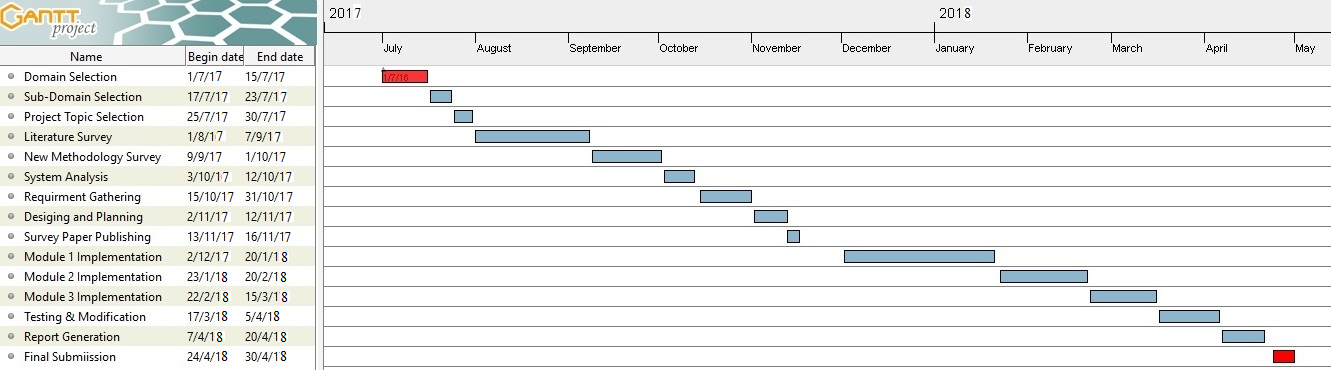 GANTT
project
2017 2018
July August September October November December January February March April May
Name Begin date End date
Domain Selection 1/7/17 15/7/17 1/7/16
Sub-Domain Selection 17/7/17 23/7/17
Project Topic Selection 25/7/17 30/7/17
Literature Survey 1/8/17 7/9/17
New Methodology Survey 9/9/17 1/10/17
System Analysis 3/10/17 12/10/17
Requirment Gathering 15/10/17 31/10/17
Desiging and Planning 2/11/17 12/11/17
Survey Paper Publishing 13/11/17 16/11/17
Module 1 Implementation 2/12/17 20/1/18
Module 2 Implementation 23/1/18 20/2/18
Module 3 Implementation 22/2/18 15/3/18
Testing & Modification 17/3/18 5/4/18
Report Generation 7/4/18 20/4/18
Final Submiission 24/4/18 30/4/18